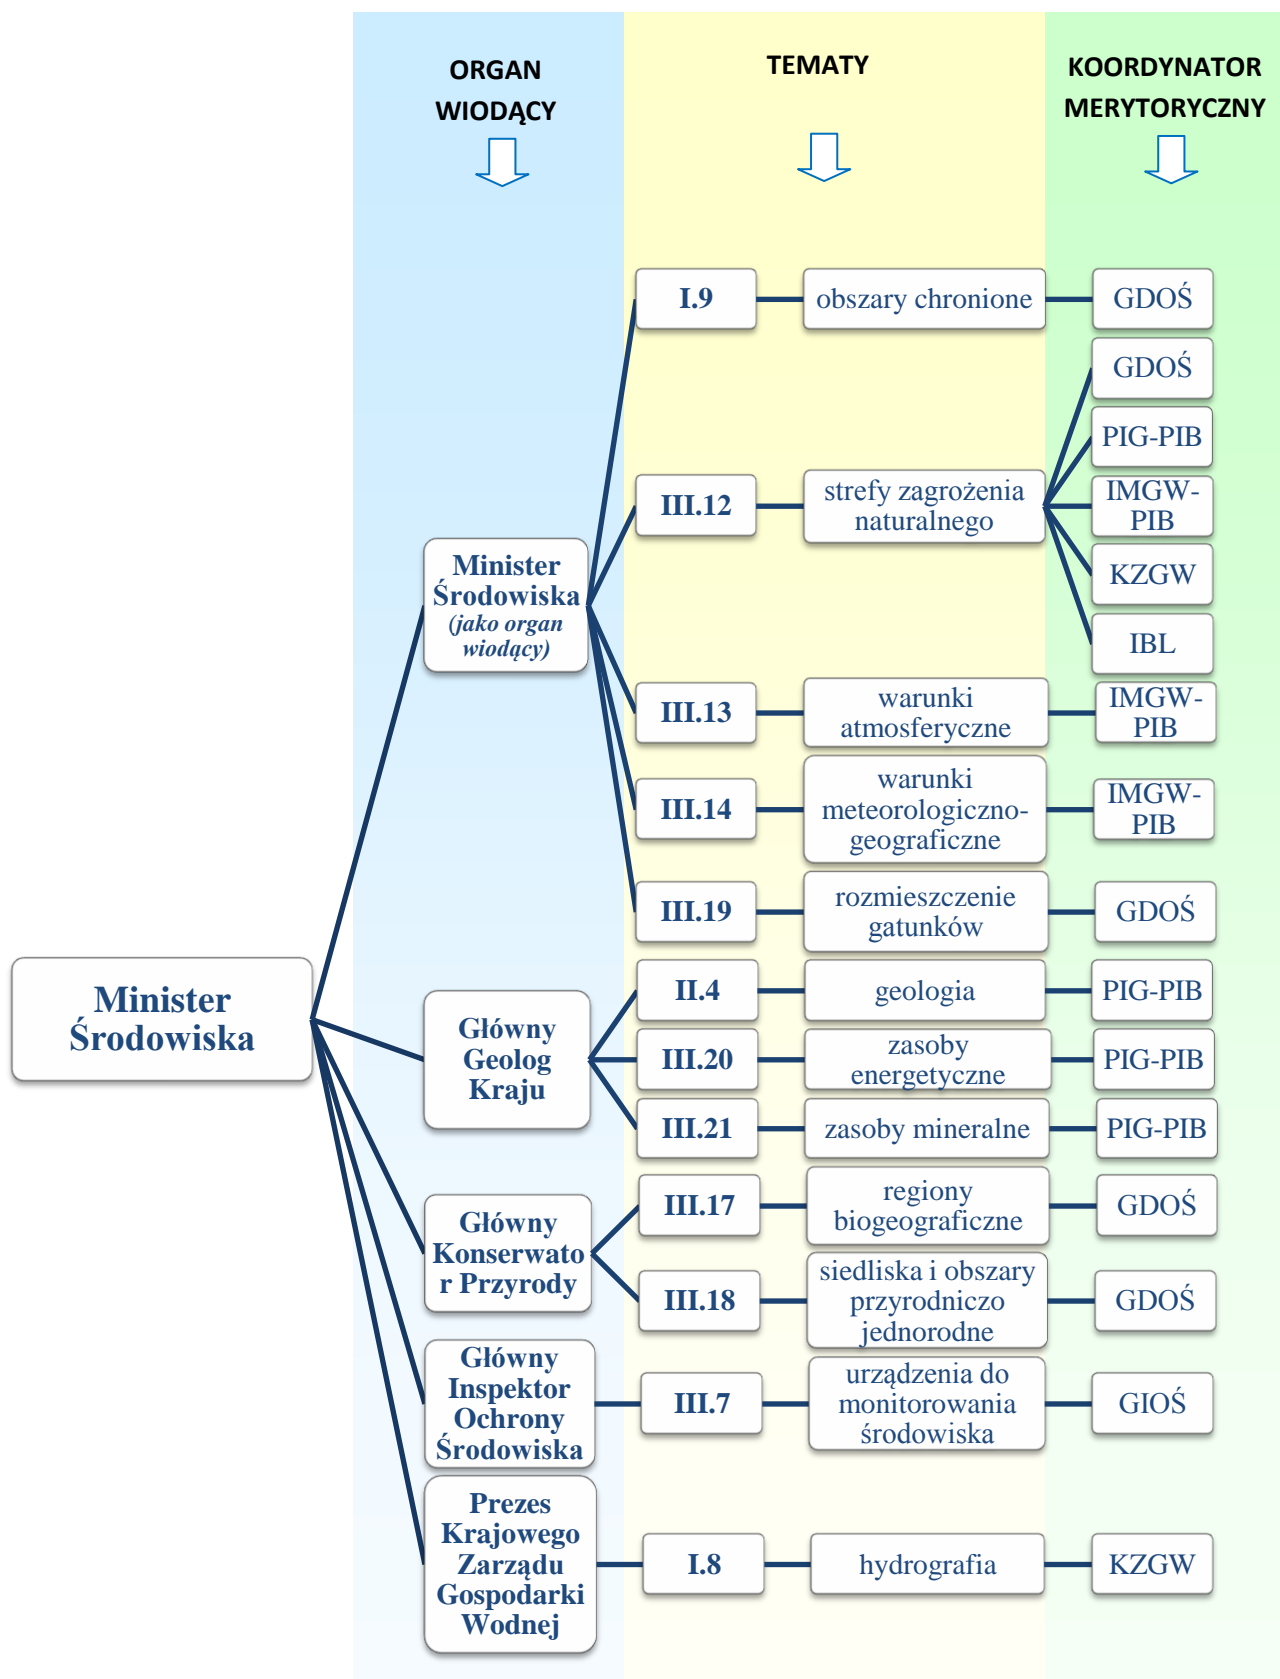 ORGAN
WIODĄCY
TEMATY
KOORDYNATOR
MERYTORYCZNY
Minister
Środowiska
Minister
Środowiska
(jako organ
wiodący)
I.9
obszary chronione
GDOŚ
III.12
strefy zagrożenia
naturalnego
GDOŚ
PIG-PIB
IMGW-
PIB
KZGW
IBL
III.13
warunki
atmosferyczne
IMGW-
PIB
III.14
warunki
meteorologiczno-
geograficzne
IMGW-
PIB
III.19
rozmieszczenie
gatunków
GDOŚ
Główny
Geolog
Kraju
II.4
geologia
PIG-PIB
III.20
zasoby
energetyczne
PIG-PIB
III.21
zasoby mineralne
PIG-PIB
Główny
Konserwato
r Przyrody
III.17
regiony
biogeograficzne
GDOŚ
III.18
siedliska i obszary
przyrodniczo
jednorodne
GDOŚ
Główny
Inspektor
Ochrony
Środowiska
III.7
urządzenia do
monitorowania
środowiska
GIOŚ
Prezes
Krajowego
Zarządu
Gospodarki
Wodnej
I.8
hydrografia
KZGW